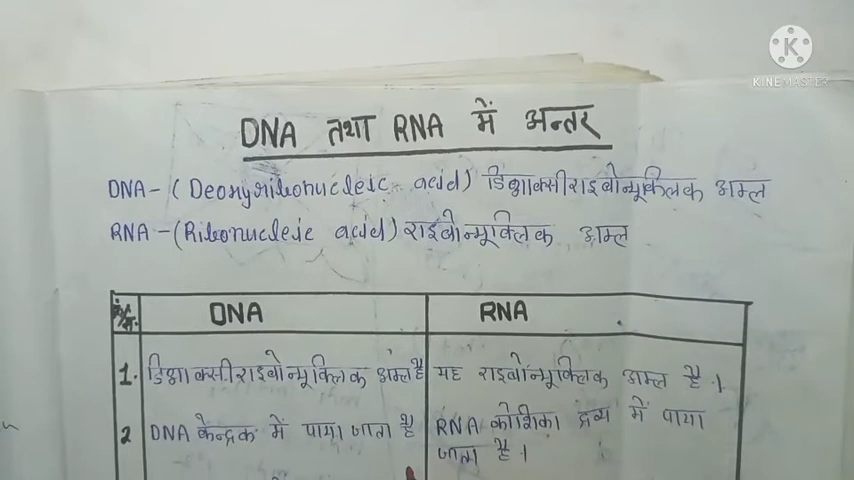 KINEMASTER
DNA तथा RNA में अन्तर
DNA - (Deoxyribonucleic acid) डिआक्सीराइबोन्यूक्लिक अम्ल
RNA - (Ribonucleic acid) राइबोन्यूक्लिक अम्ल
DNA RNA
1. डिआक्सीराइबोन्यूक्लिक अम्ल है यह राइबोन्यूक्लिक अम्ल है ।
2 DNA केन्द्रक में पाया जाता है RNA कोशिका द्रव्य में पाया
जाता है ।